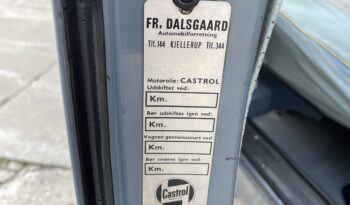 FR. DALSGAARD
Automobilforretning
Tlf. 144 KJELLERUP Tlf. 344
Motorolie: CASTROL
Udskiftet ved:
Km.
Bør udskiftes igen ved:
Km.
Vognen gennemsmurt ved:
Km.
Bør smøres igen ved:
Km.
Castrol